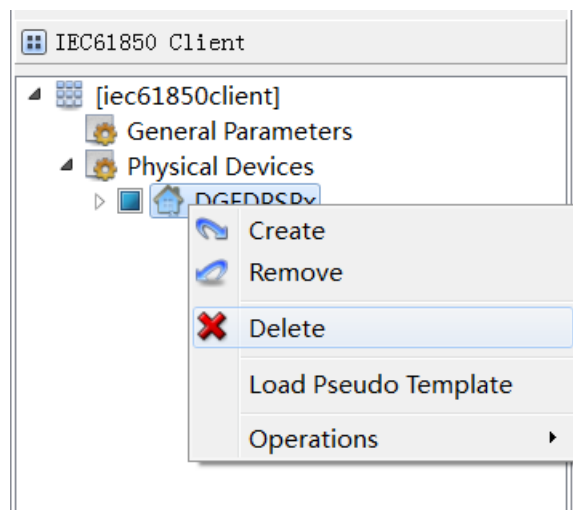 IEC61850 Client
[iec61850client]
General Parameters
Physical Devices
Create
Remove
Delete
Load Pseudo Template
Operations